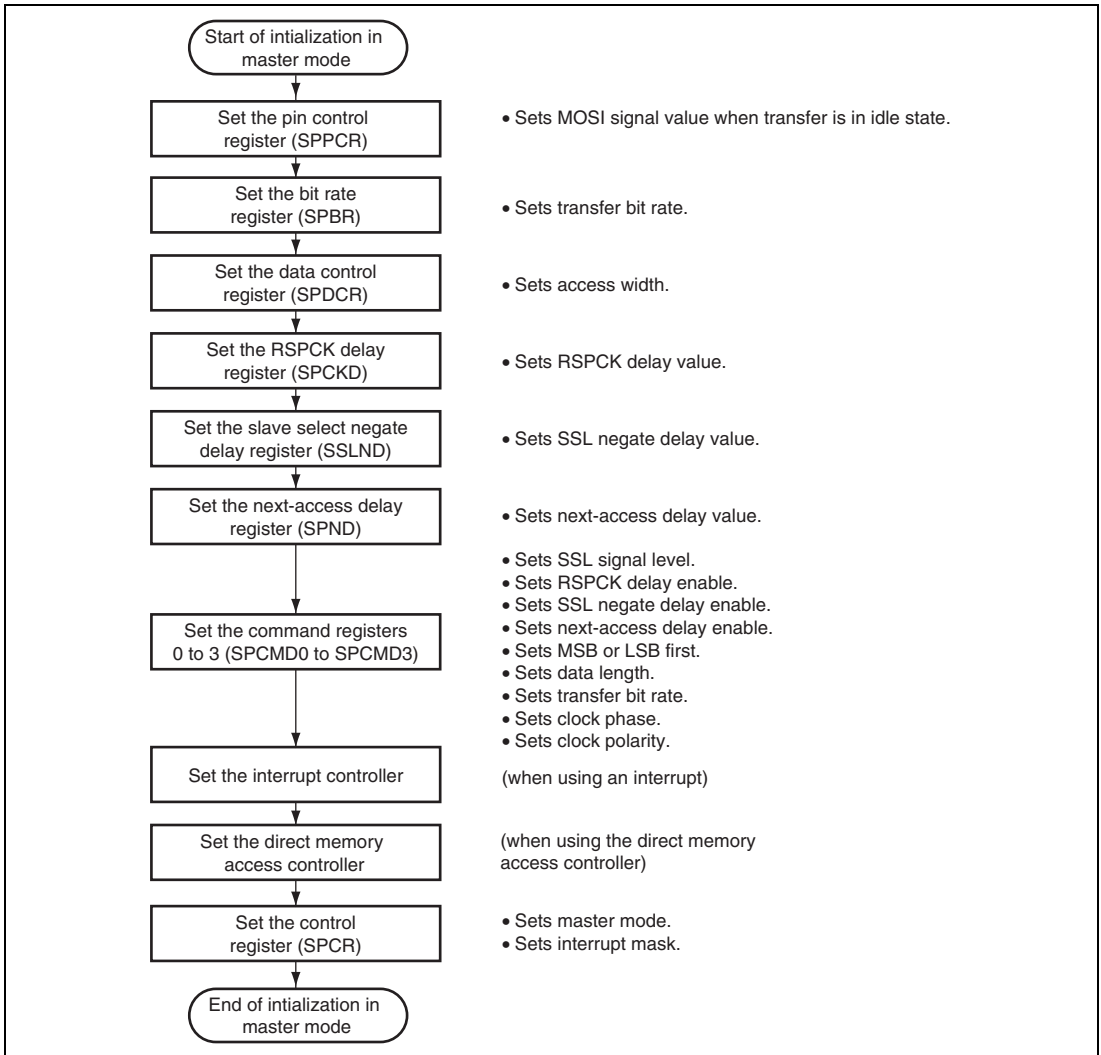 Start of intialization in
master mode
Set the pin control
register (SPPCR)
• Sets MOSI signal value when transfer is in idle state.
Set the bit rate
register (SPBR)
• Sets transfer bit rate.
Set the data control
register (SPDCR)
• Sets access width.
Set the RSPCK delay
register (SPCKD)
• Sets RSPCK delay value.
Set the slave select negate
delay register (SSLND)
• Sets SSL negate delay value.
Set the next-access delay
register (SPND)
• Sets next-access delay value.
Set the command registers
0 to 3 (SPCMD0 to SPCMD3)
• Sets SSL signal level.
• Sets RSPCK delay enable.
• Sets SSL negate delay enable.
• Sets next-access delay enable.
• Sets MSB or LSB first.
• Sets data length.
• Sets transfer bit rate.
• Sets clock phase.
• Sets clock polarity.
Set the interrupt controller
(when using an interrupt)
Set the direct memory
access controller
(when using the direct memory
access controller)
Set the control
register (SPCR)
• Sets master mode.
• Sets interrupt mask.
End of intialization in
master mode